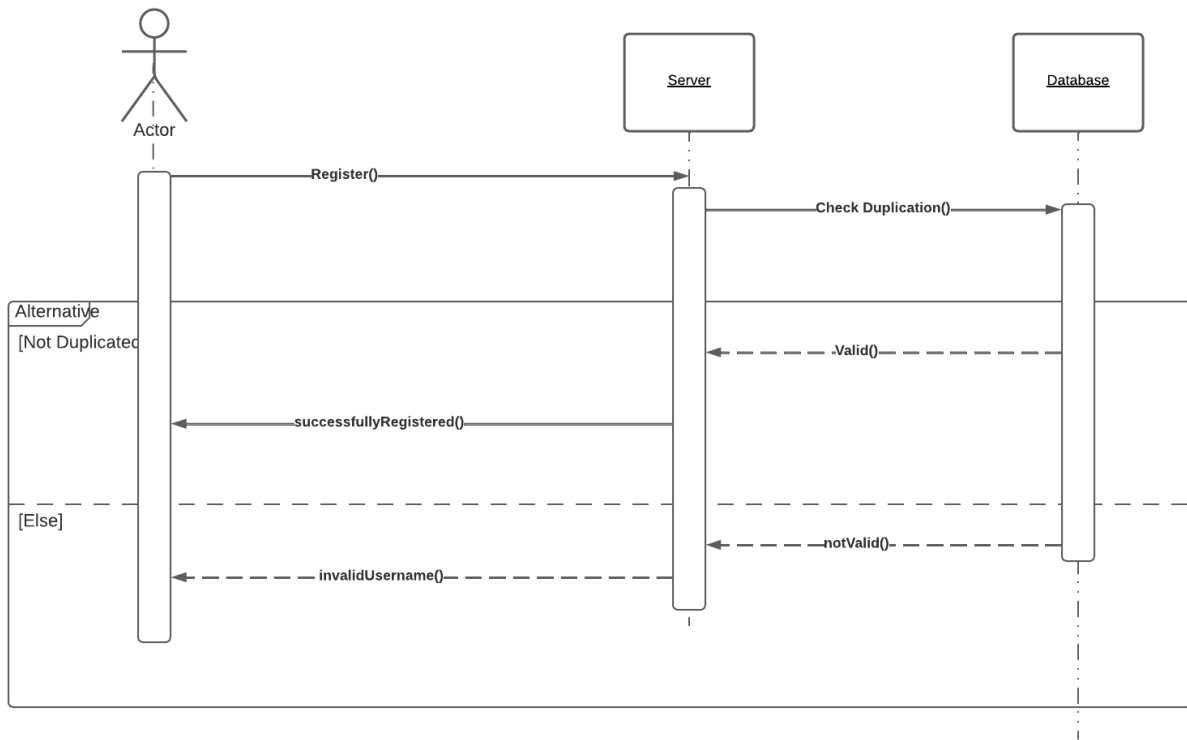 Actor
Server
Database
Register()
Check Duplication()
Alternative
[Not Duplicated
Valid()
successfullyRegistered()
[Else]
notValid()
invalidUsername()